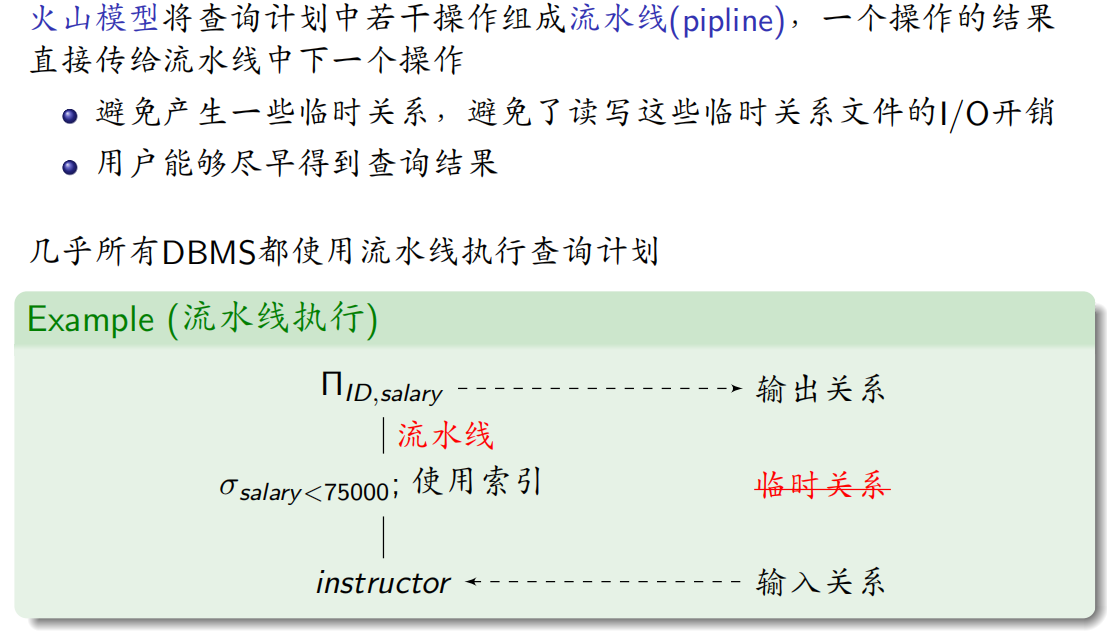 火山模型将查询计划中若干操作组成流水线(pipline)，一个操作的结果
直接传给流水线中下一个操作
避免产生一些临时关系，避免了读写这些临时关系文件的I/O开销
用户能够尽早得到查询结果
几乎所有DBMS都使用流水线执行查询计划
Example (流水线执行)
Π_ID,salary 输出关系
流水线
σ_salary<75000; 使用索引 临时关系
instructor 输入关系